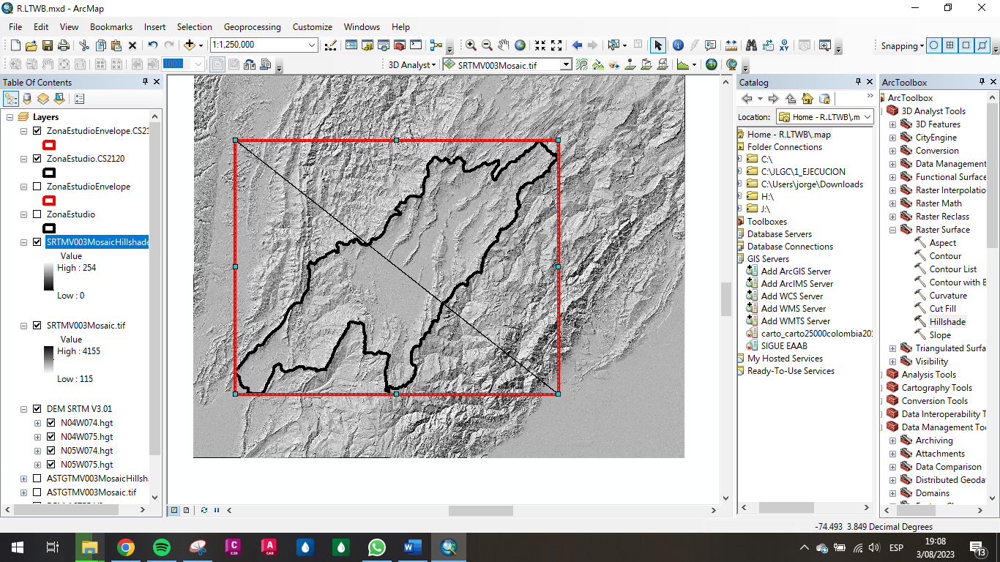 R.LTWB.mxd - ArcMap
File Edit View Bookmarks Insert Selection Geoprocessing Customize Windows Help
1:1,250,000
Snapping
100%
3D Analyst
SRTMV003Mosaic.tif
Table Of Contents
Layers
ZonaEstudioEnvelope.CS21
ZonaEstudio.CS2120
ZonaEstudioEnvelope
ZonaEstudio
SRTMV003MosaicHillshade
Value
High : 254
Low : 0
SRTMV003Mosaic.tif
Value
High : 4155
Low : 115
DEM SRTM V3.01
N04W074.hgt
N04W075.hgt
N05W074.hgt
N05W075.hgt
ASTGTMV003MosaicHillsh
ASTGTMV003Mosaic.tif
Catalog
Location: Home - R.LTWB\.m
Home - R.LTWB\.map
Folder Connections
C:\
C:\JLGC\1_EJECUCION
C:\Users\jorge\Downloads
H:\
J:\
Toolboxes
Database Servers
Database Connections
GIS Servers
Add ArcGIS Server
Add ArcIMS Server
Add WCS Server
Add WMS Server
Add WMTS Server
carto_carto25000colombia20
SIGUE EAAB
My Hosted Services
Ready-To-Use Services
ArcToolbox
ArcToolbox
3D Analyst Tools
3D Features
CityEngine
Conversion
Data Management
Functional Surface
Raster Interpolatio
Raster Math
Raster Reclass
Raster Surface
Aspect
Contour
Contour List
Contour with B
Curvature
Cut Fill
Hillshade
Slope
Triangulated Surfa
Visibility
Analysis Tools
Cartography Tools
Conversion Tools
Data Interoperability T
Data Management Too
Archiving
Attachments
Data Comparison
Distributed Geoda
Domains
-74.493 3.849 Decimal Degrees
C
C3D
A
CAD
W
ESP
19:08
3/08/2023
13